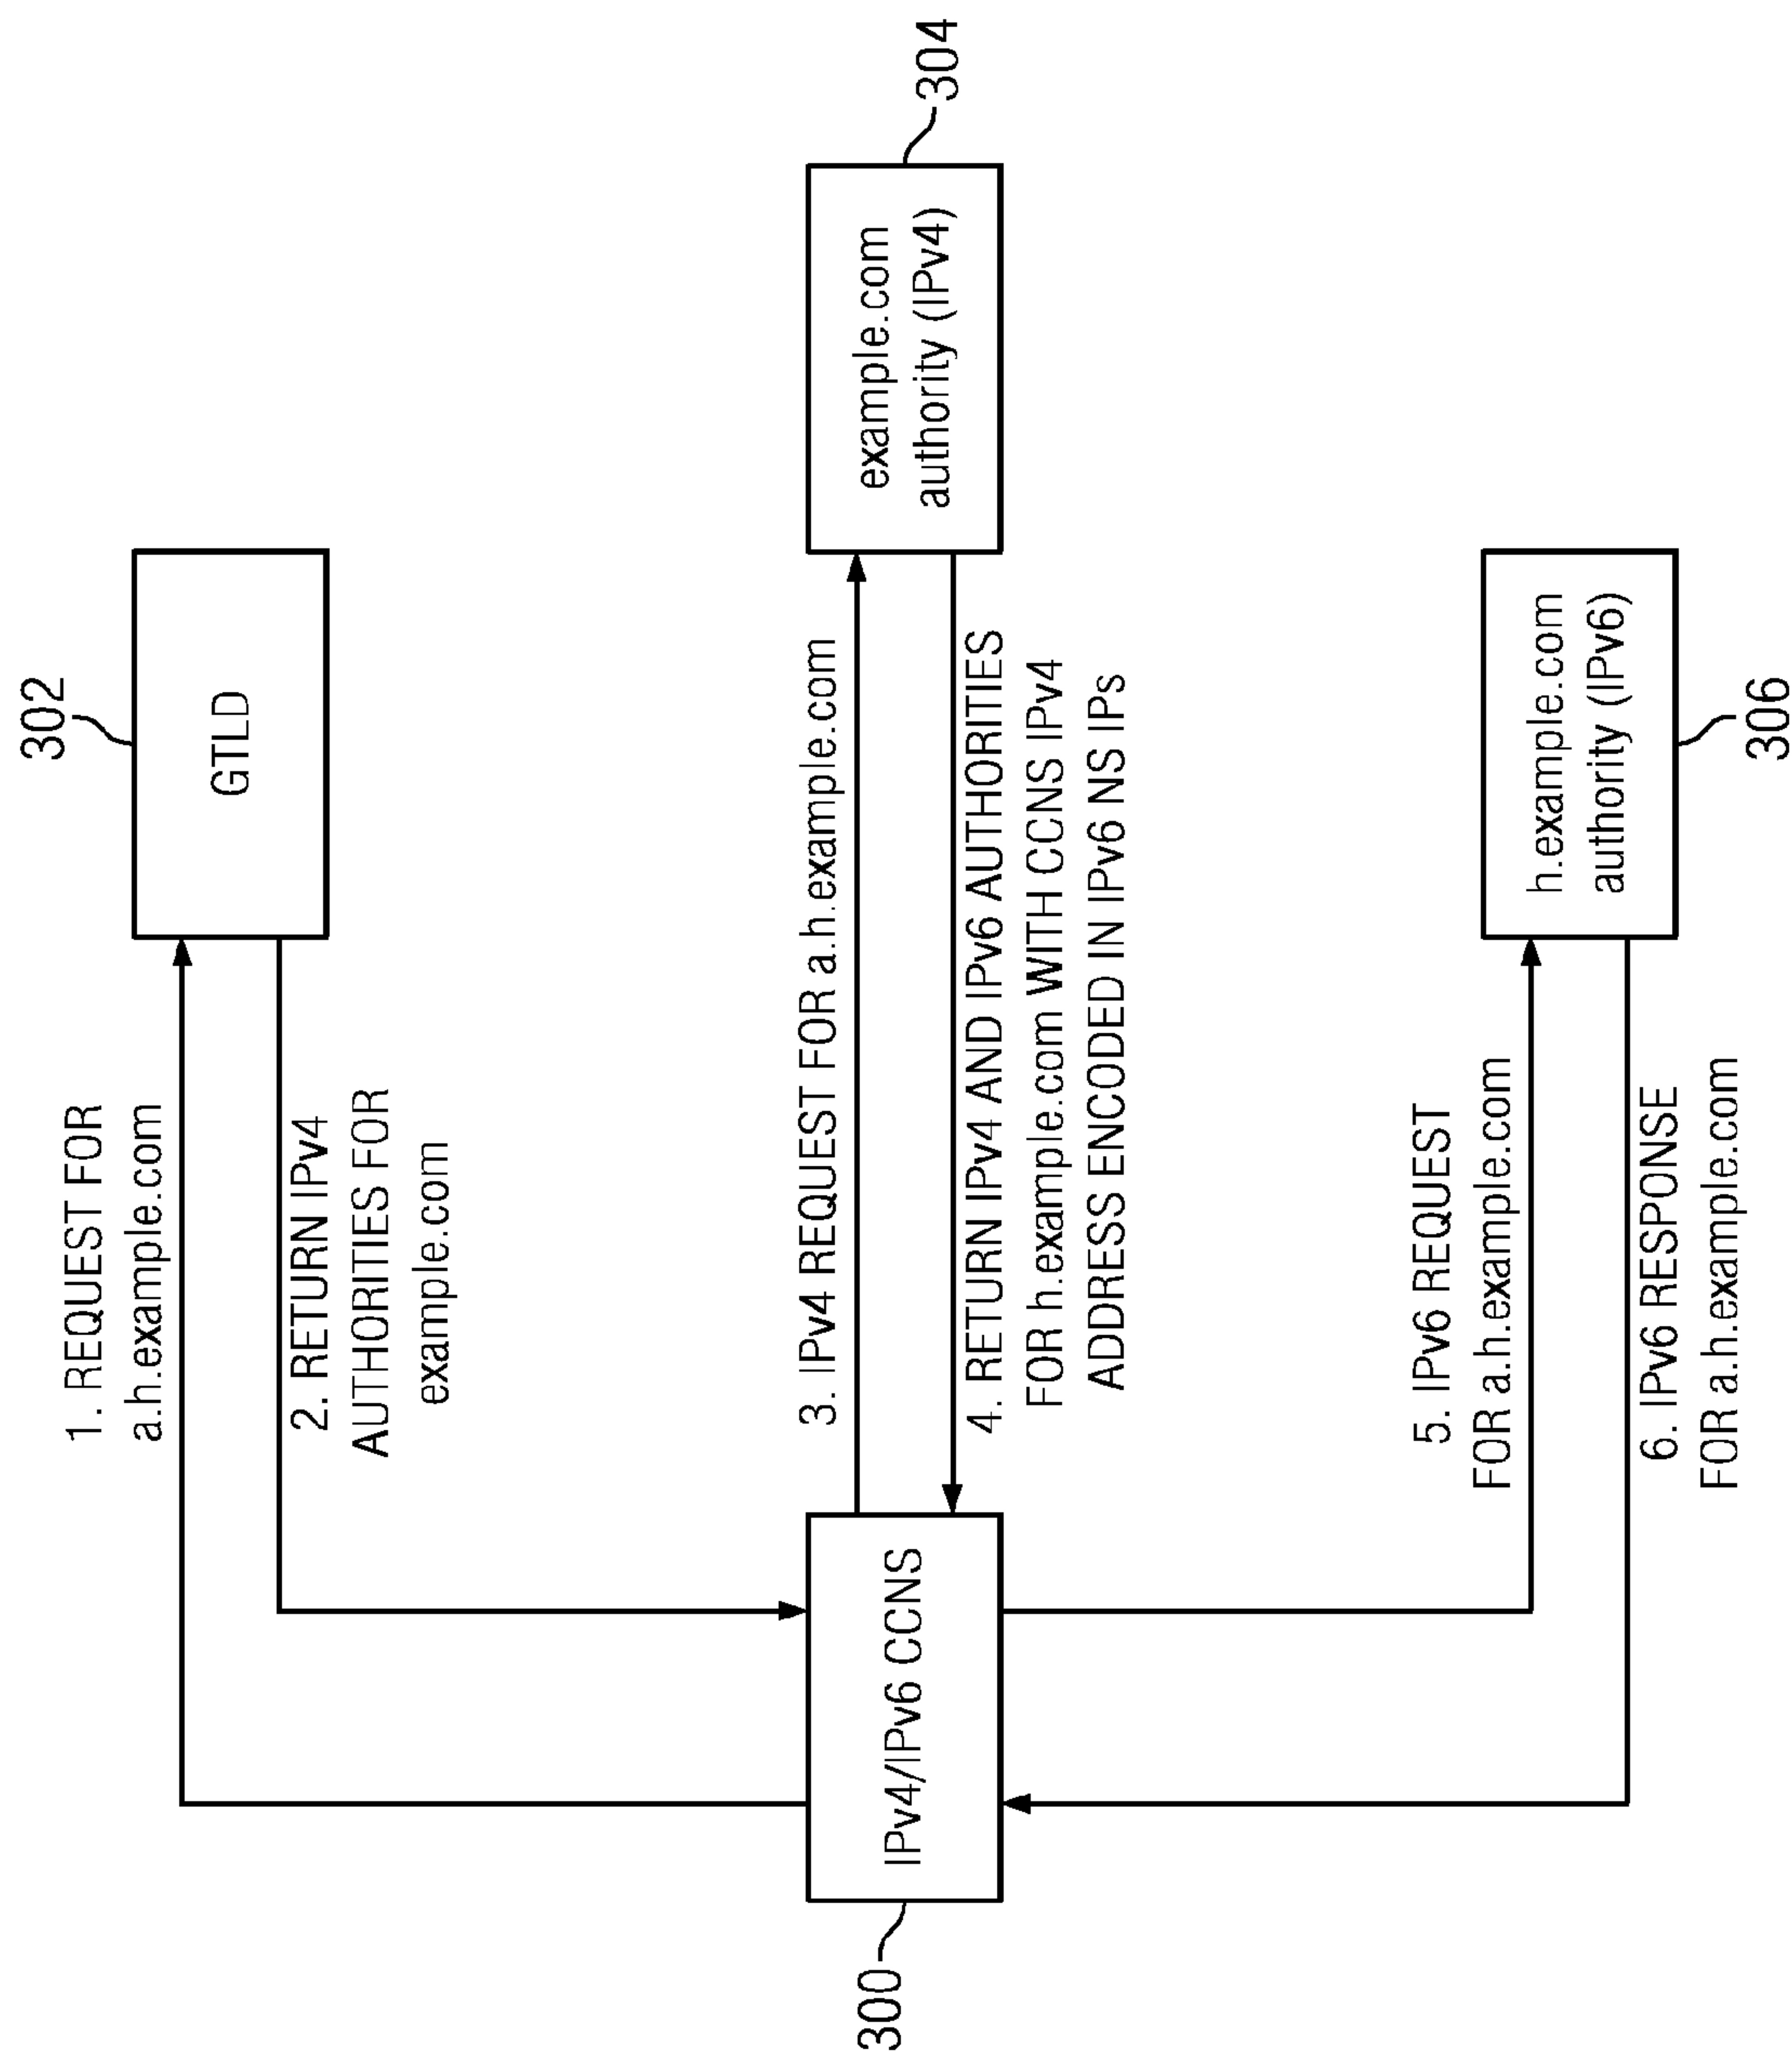 302
GTLD
1. REQUEST FOR
a.h.example.com
2. RETURN IPv4
AUTHORITIES FOR
example.com
304
example.com
authority (IPv4)
3. IPv4 REQUEST FOR a.h.example.com
4. RETURN IPv4 AND IPv6 AUTHORITIES
FOR h.example.com WITH CCNS IPv4
ADDRESS ENCODED IN IPv6 NS IPs
300
IPv4/IPv6 CCNS
5. IPv6 REQUEST
FOR a.h.example.com
h.example.com
authority (IPv6)
306
6. IPv6 RESPONSE
FOR a.h.example.com